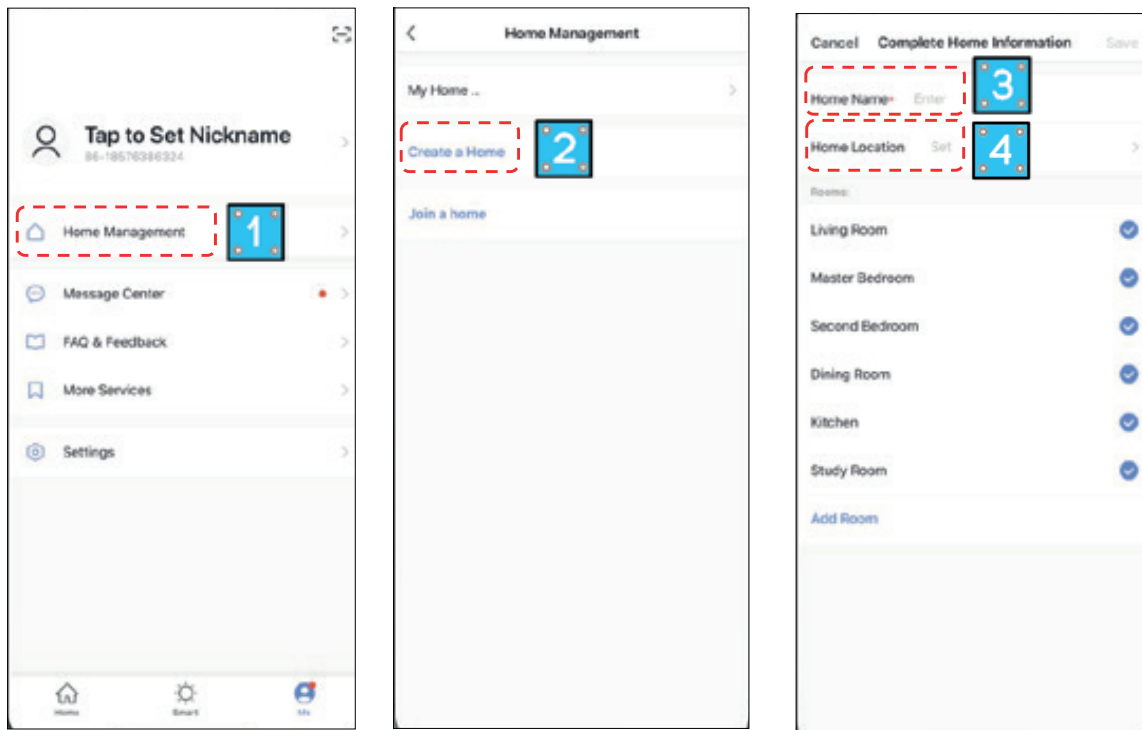 Tap to Set Nickname
86-18576386324
Home Management
1
Message Center
FAQ & Feedback
More Services
Settings
Home
Smart
Me
Home Management
My Home ...
Create a Home
2
Join a home
Cancel Complete Home Information Save
Home Name* Enter
3
Home Location Set
4
Rooms:
Living Room
Master Bedroom
Second Bedroom
Dining Room
Kitchen
Study Room
Add Room